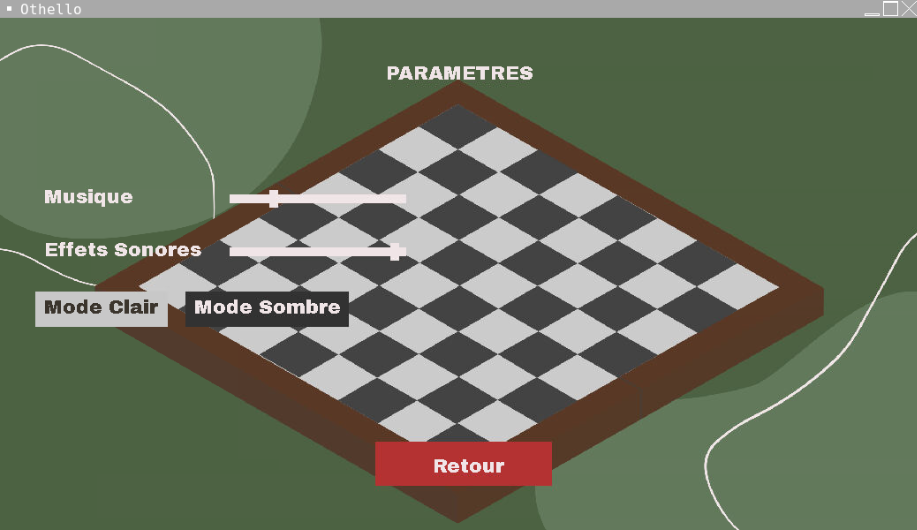 Othello
PARAMETRES
Musique
Effets Sonores
Mode Clair
Mode Sombre
Retour